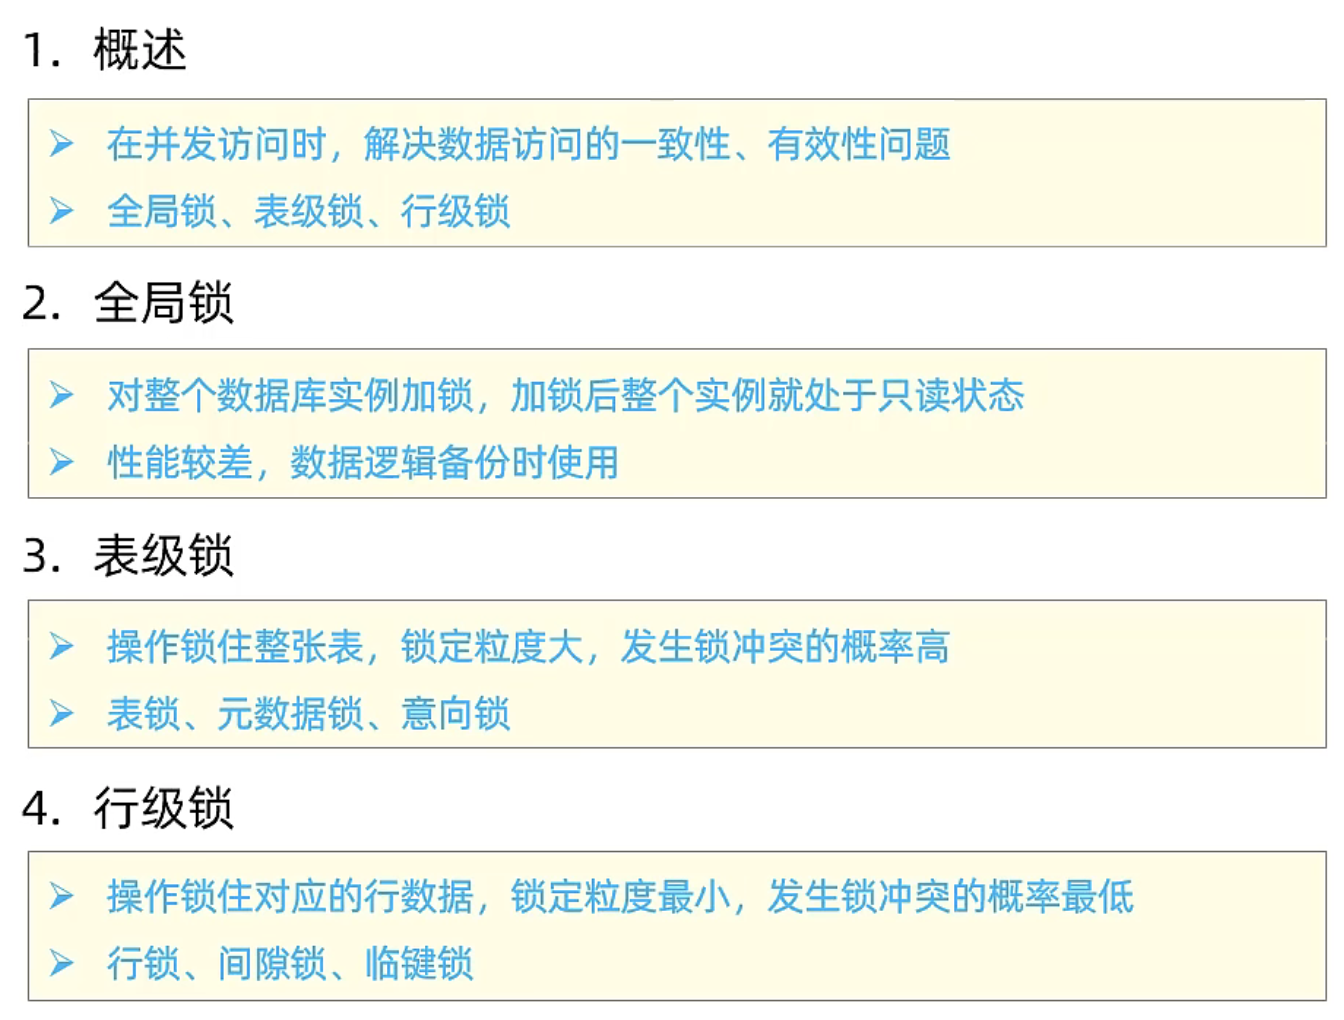 1. 概述
➢ 在并发访问时，解决数据访问的一致性、有效性问题
➢ 全局锁、表级锁、行级锁
2. 全局锁
➢ 对整个数据库实例加锁，加锁后整个实例就处于只读状态
➢ 性能较差，数据逻辑备份时使用
3. 表级锁
➢ 操作锁住整张表，锁定粒度大，发生锁冲突的概率高
➢ 表锁、元数据锁、意向锁
4. 行级锁
➢ 操作锁住对应的行数据，锁定粒度最小，发生锁冲突的概率最低
➢ 行锁、间隙锁、临键锁